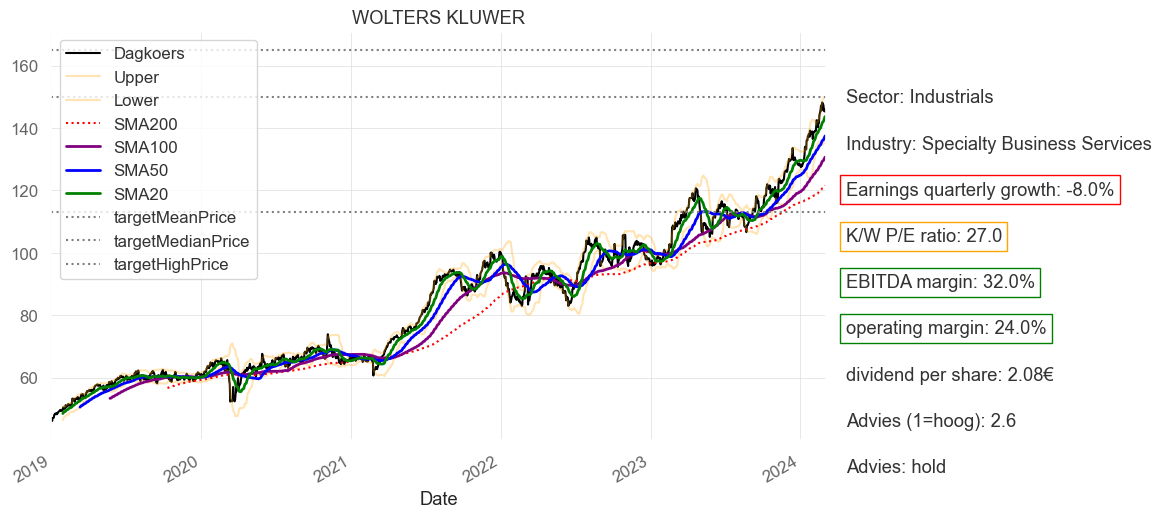 WOLTERS KLUWER
Dagkoers
Upper
Lower
SMA200
SMA100
SMA50
SMA20
targetMeanPrice
targetMedianPrice
targetHighPrice
160
140
120
100
80
60
2019
2020
2021
2022
2023
2024
Date
Sector: Industrials
Industry: Specialty Business Services
Earnings quarterly growth: -8.0%
K/W P/E ratio: 27.0
EBITDA margin: 32.0%
operating margin: 24.0%
dividend per share: 2.08€
Advies (1=hoog): 2.6
Advies: hold